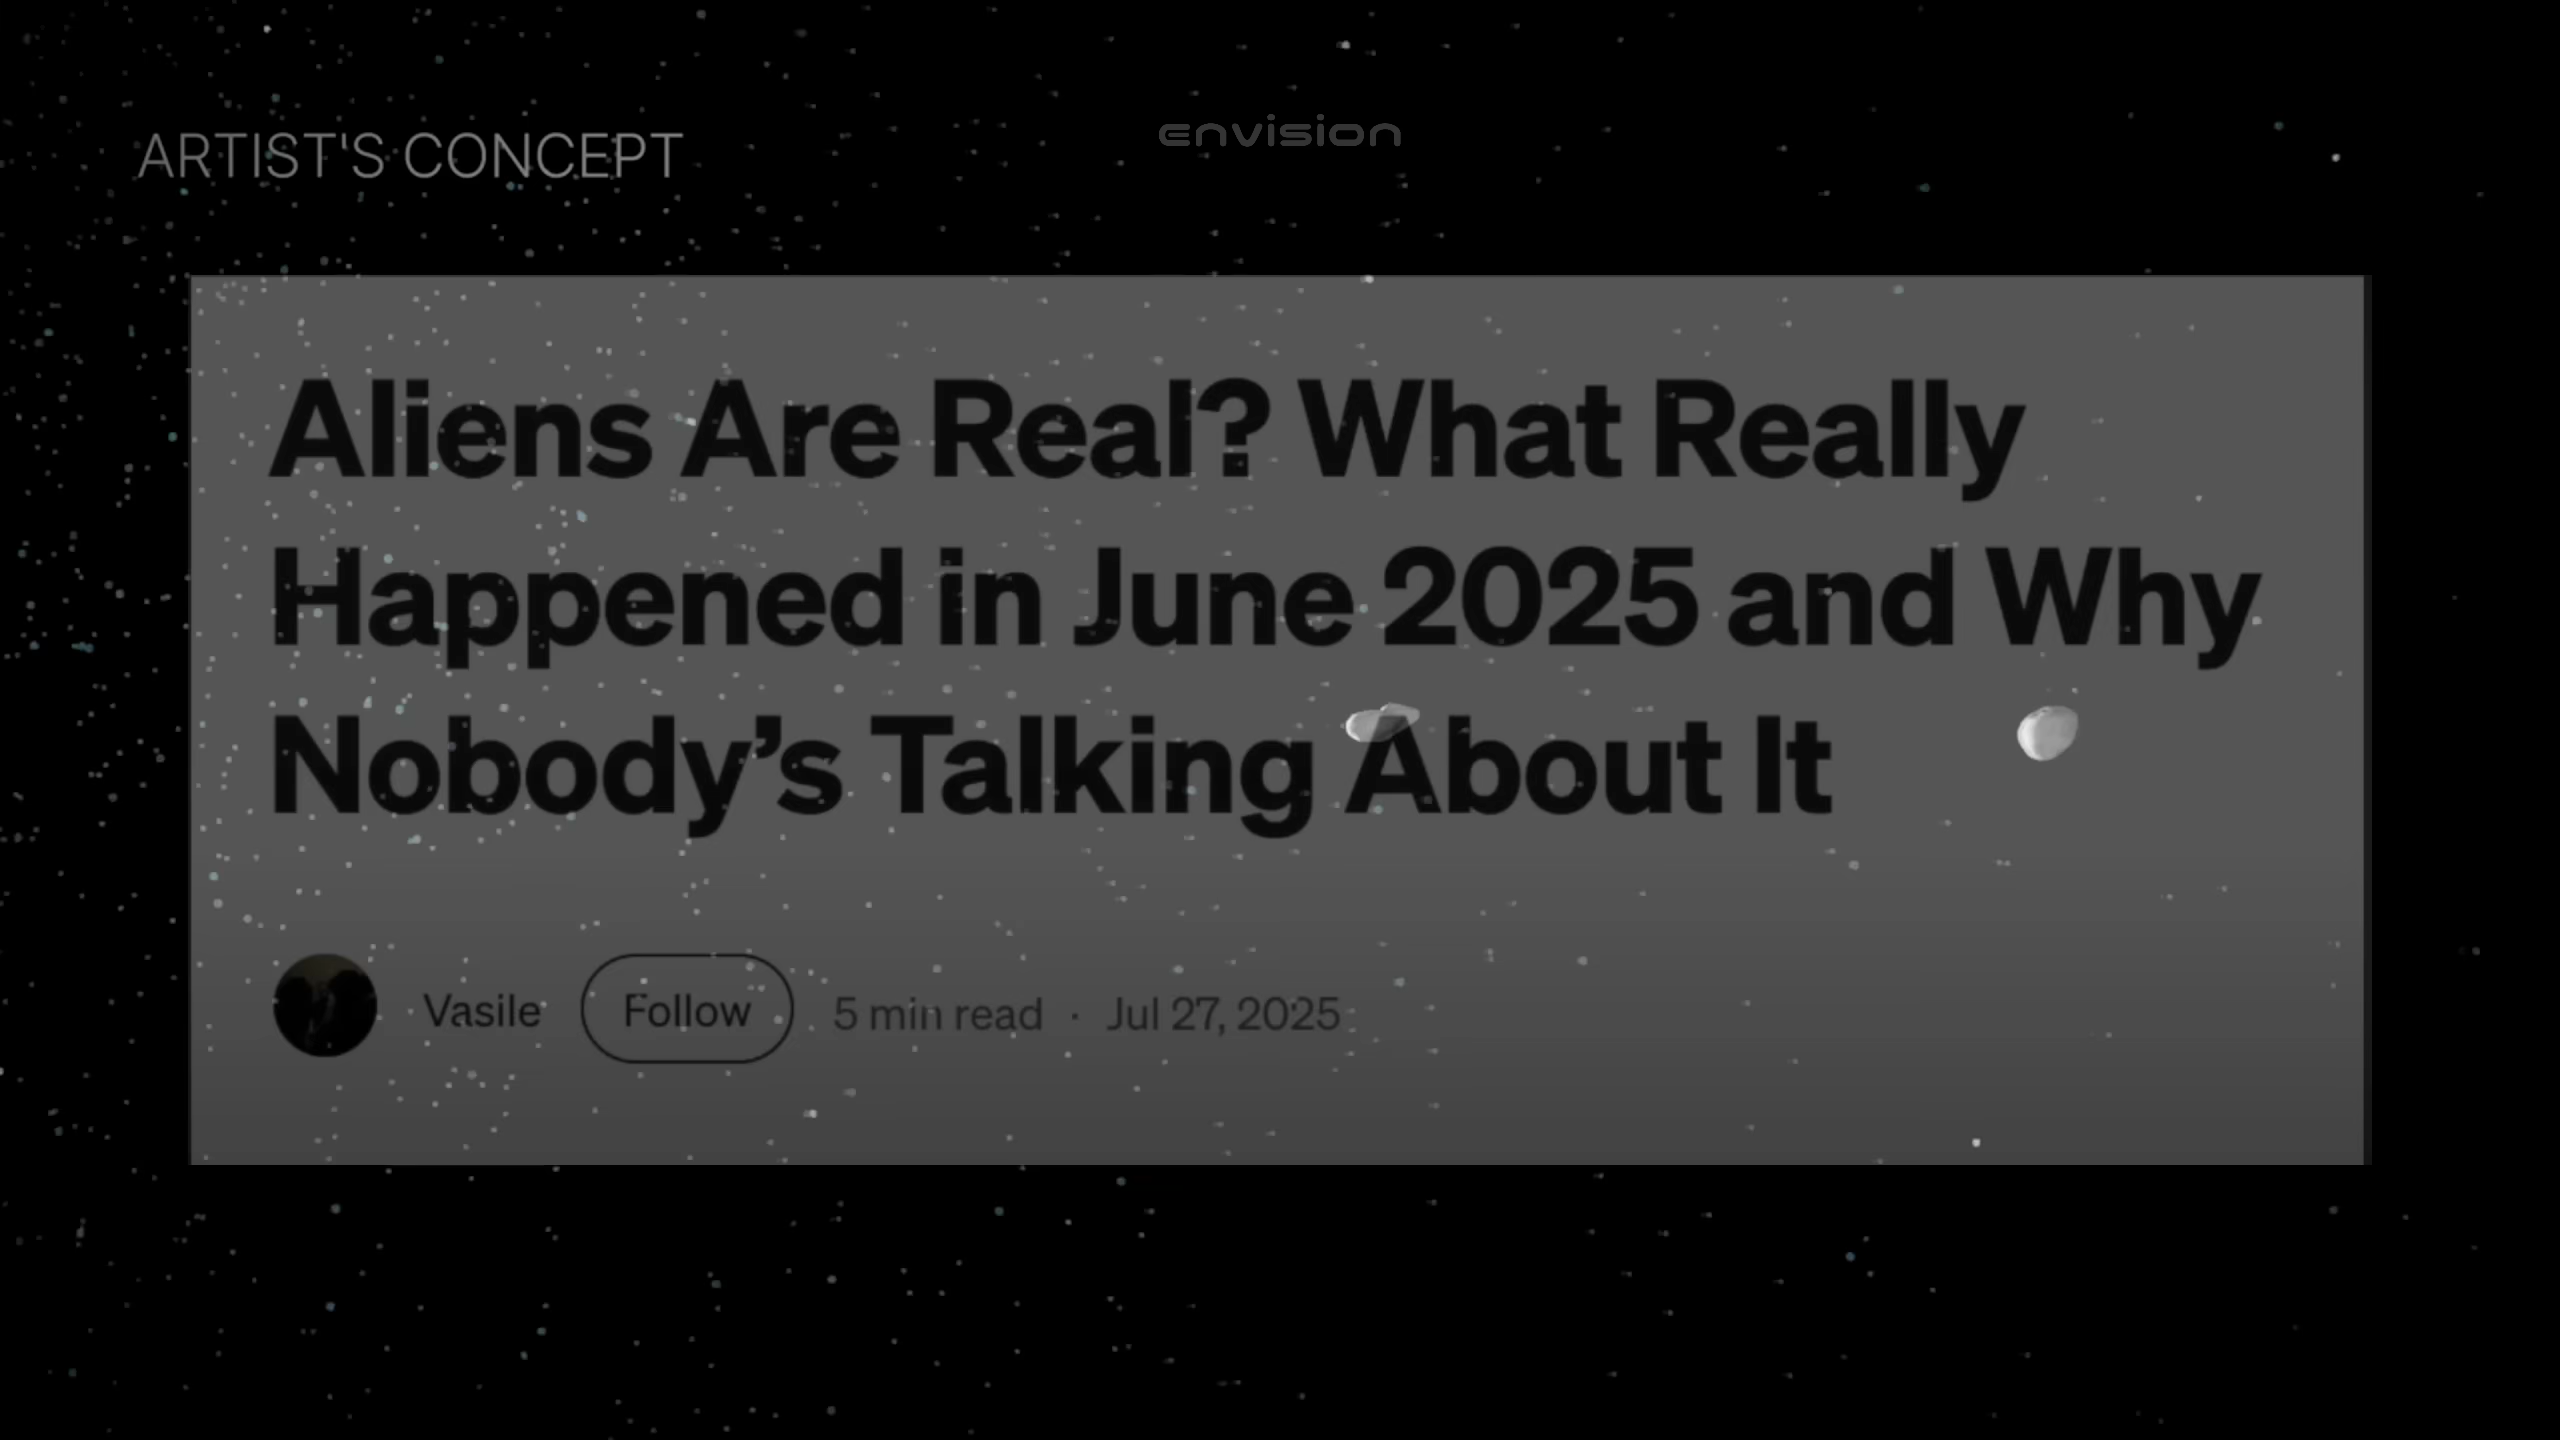 ARTIST'S CONCEPT
envision
Aliens Are Real? What Really
Happened in June 2025 and Why
Nobody’s Talking About It
Vasile Follow 5 min read · Jul 27, 2025